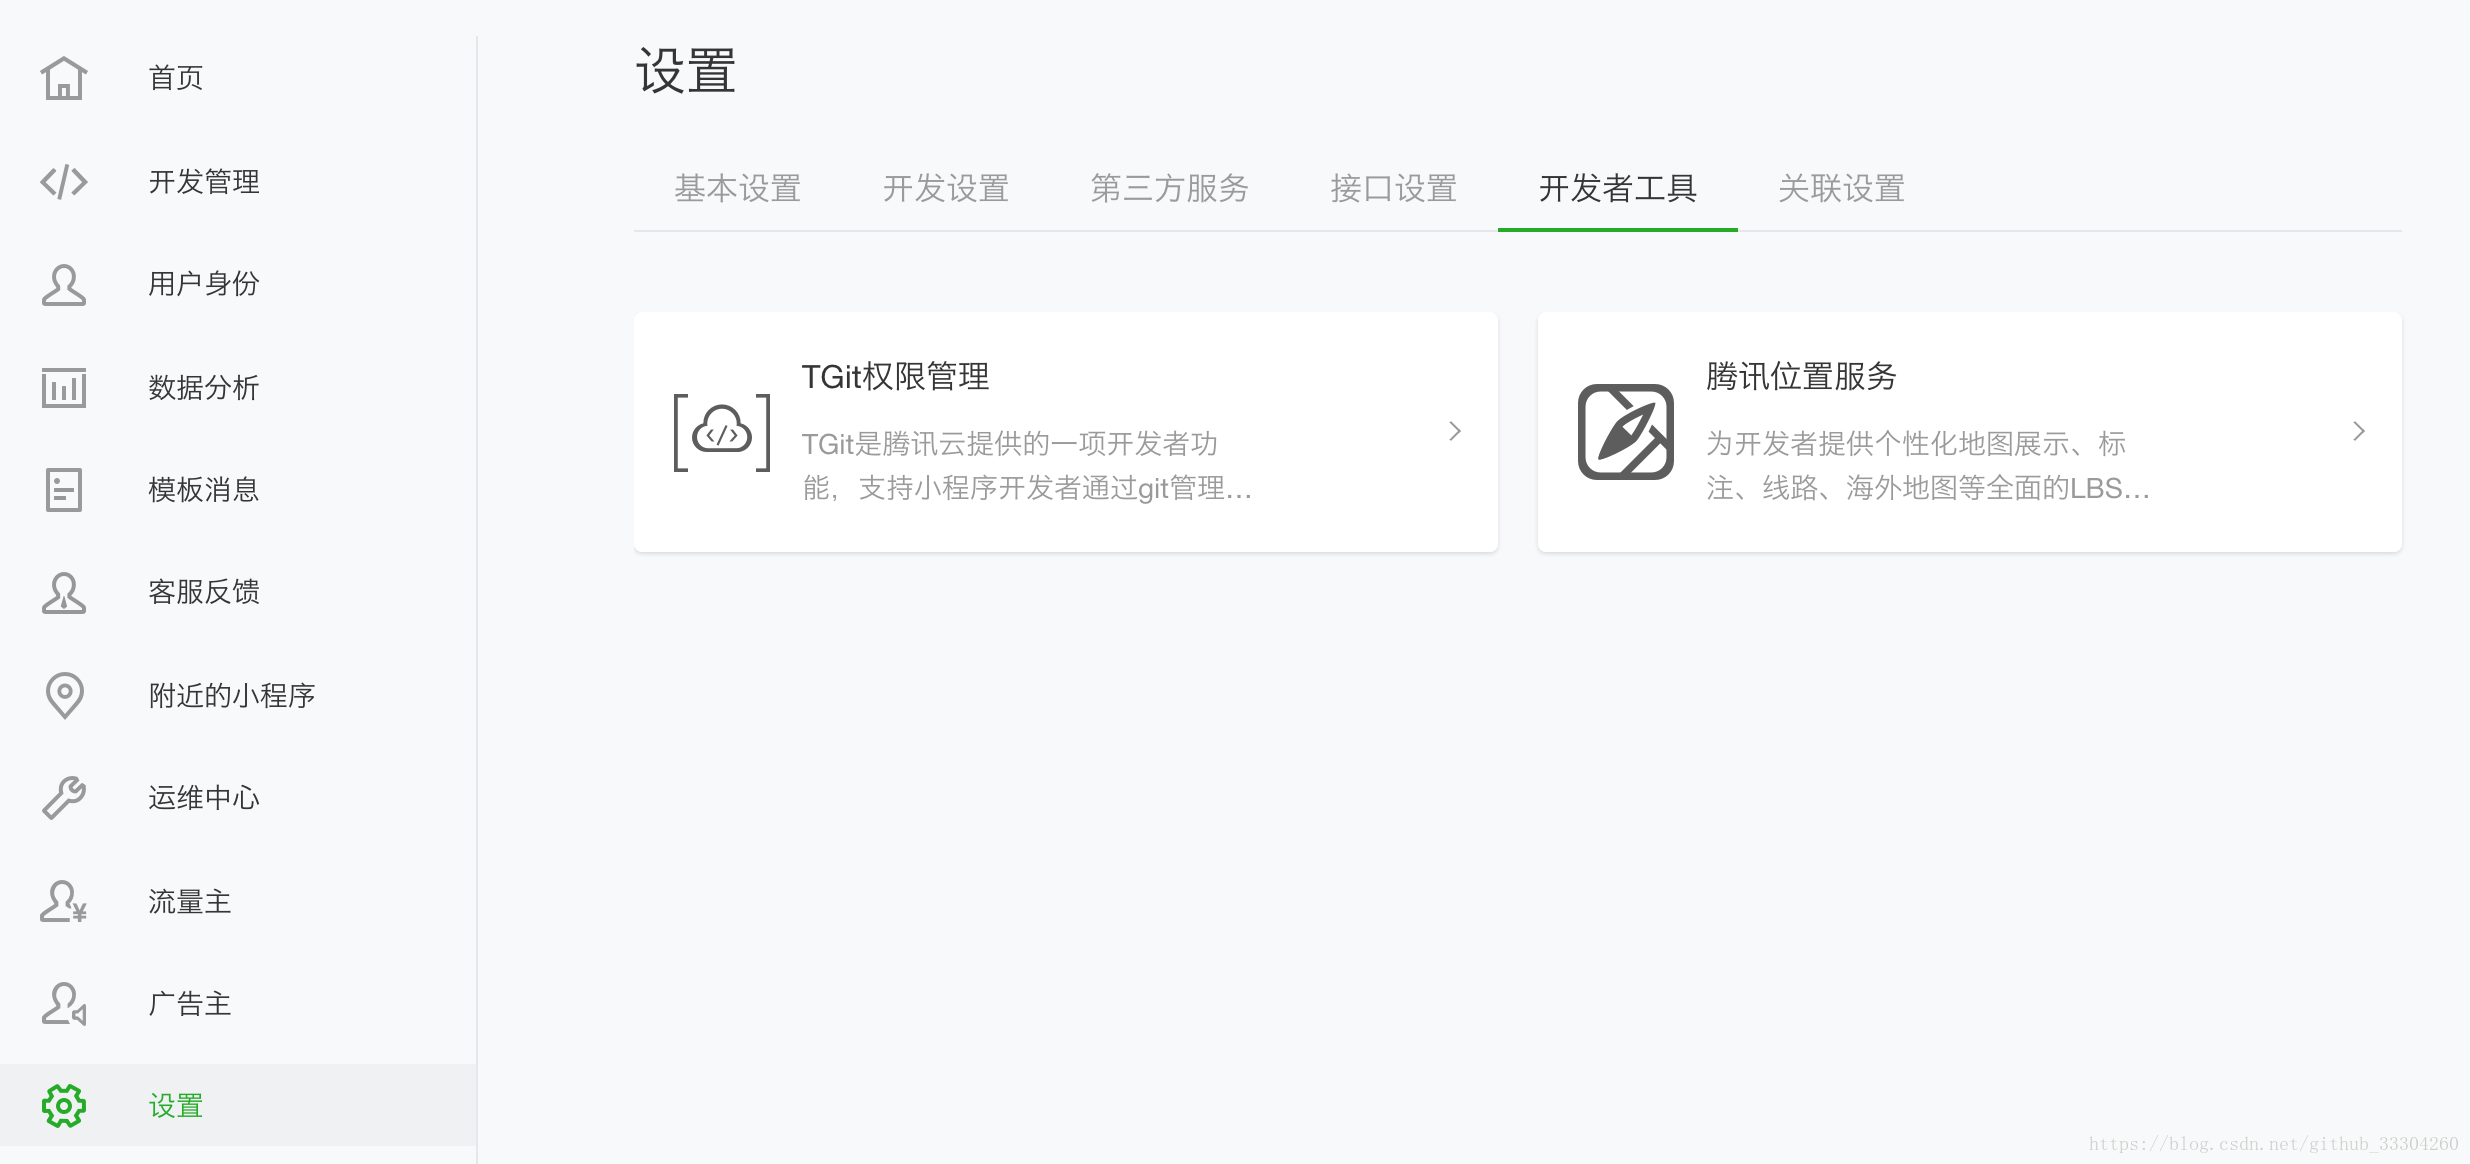 首页
开发管理
用户身份
数据分析
模板消息
客服反馈
附近的小程序
运维中心
流量主
广告主
设置
设置
基本设置
开发设置
第三方服务
接口设置
开发者工具
关联设置
TGit权限管理
TGit是腾讯云提供的一项开发者功
能，支持小程序开发者通过git管理...
腾讯位置服务
为开发者提供个性化地图展示、标
注、线路、海外地图等全面的LBS...
https://blog.csdn.net/github_33304260